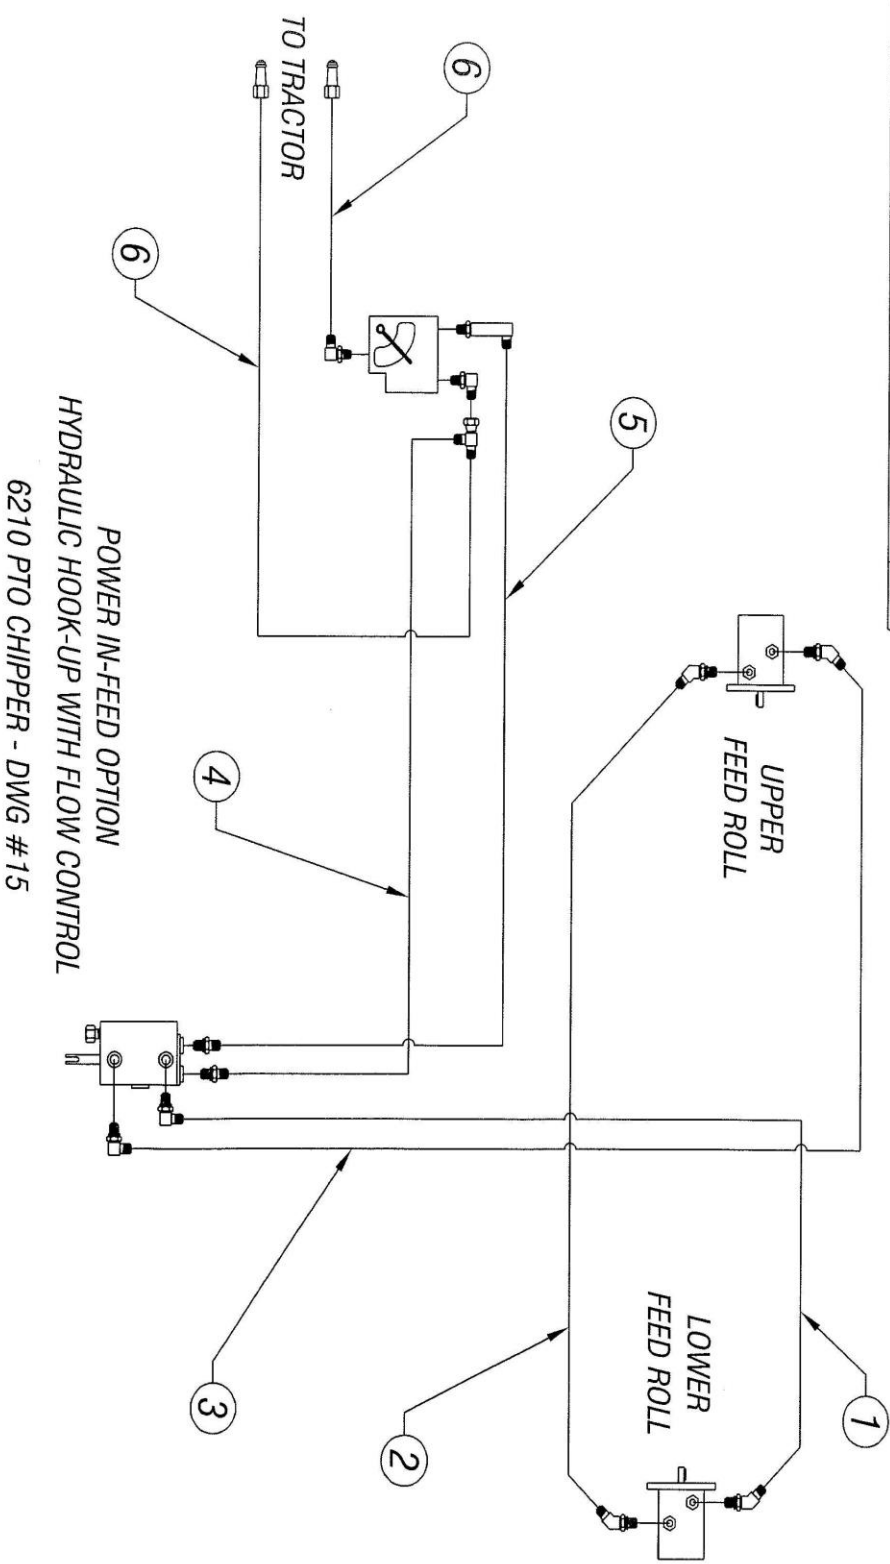 TO TRACTOR
6
6
5
4
UPPER
FEED ROLL
LOWER
FEED ROLL
1
2
3
POWER IN-FEED OPTION
HYDRAULIC HOOK-UP WITH FLOW CONTROL
6210 PTO CHIPPER - DWG #15